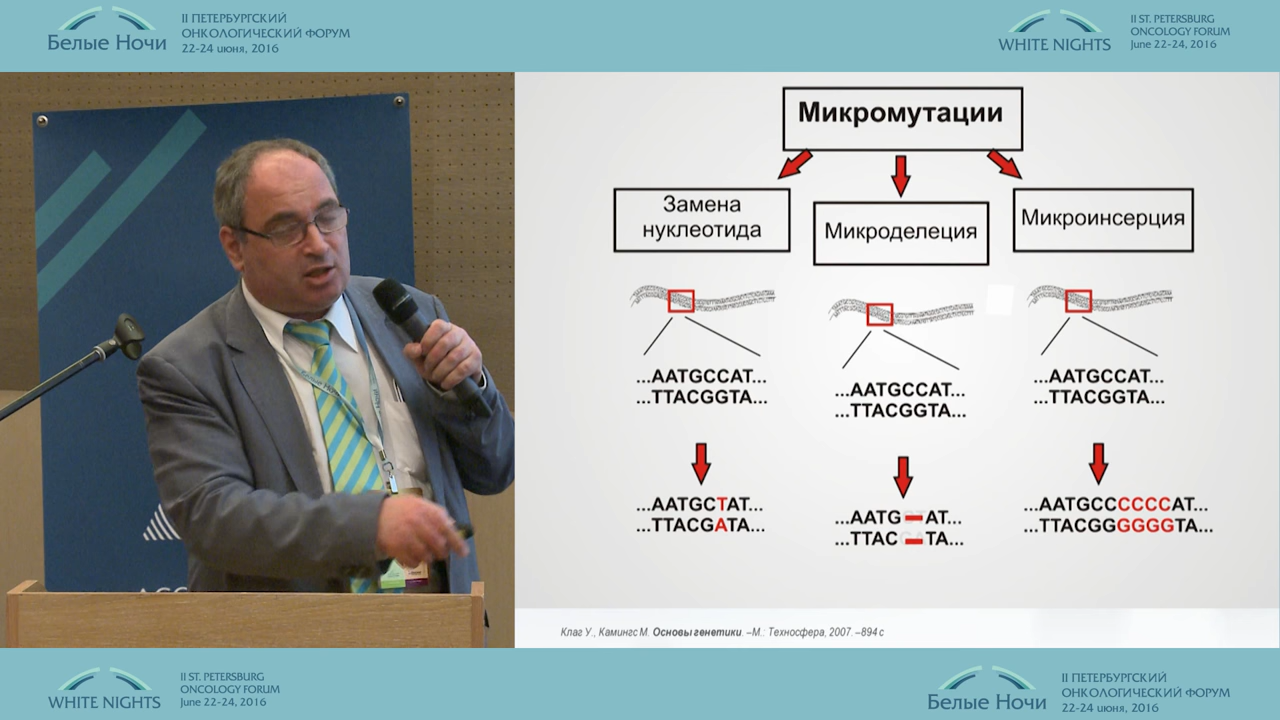 Белые Ночи
II ПЕТЕРБУРГСКИЙ
ОНКОЛОГИЧЕСКИЙ ФОРУМ
22-24 июня, 2016
WHITE NIGHTS
II ST. PETERSBURG
ONCOLOGY FORUM
June 22-24, 2016
Микромутации
Замена
нуклеотида
Микроделеция
Микроинсерция
...AATGCCAT...
...TTACGGTA...
...AATGCCAT...
...TTACGGTA...
...AATGCCAT...
...TTACGGTA...
...AATGCTAT...
...TTACGATA...
...AATG AT...
...TTAC TA...
...AATGCCCCCCAT...
...TTACGGGGGGTA...
Клаг У., Камингс М. Основы генетики. –М.: Техносфера, 2007. –894 с
WHITE NIGHTS
II ST. PETERSBURG
ONCOLOGY FORUM
June 22-24, 2016
Белые Ночи
II ПЕТЕРБУРГСКИЙ
ОНКОЛОГИЧЕСКИЙ ФОРУМ
22-24 июня, 2016